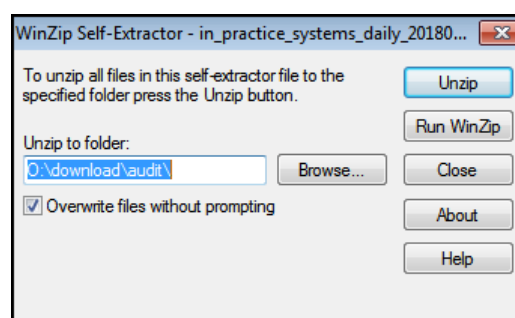 WinZip Self-Extractor - in_practice_systems_daily_20180...
To unzip all files in this self-extractor file to the
specified folder press the Unzip button.
Unzip
Run WinZip
Unzip to folder:
O:\download\audit\
Browse...
Close
Overwrite files without prompting
About
Help